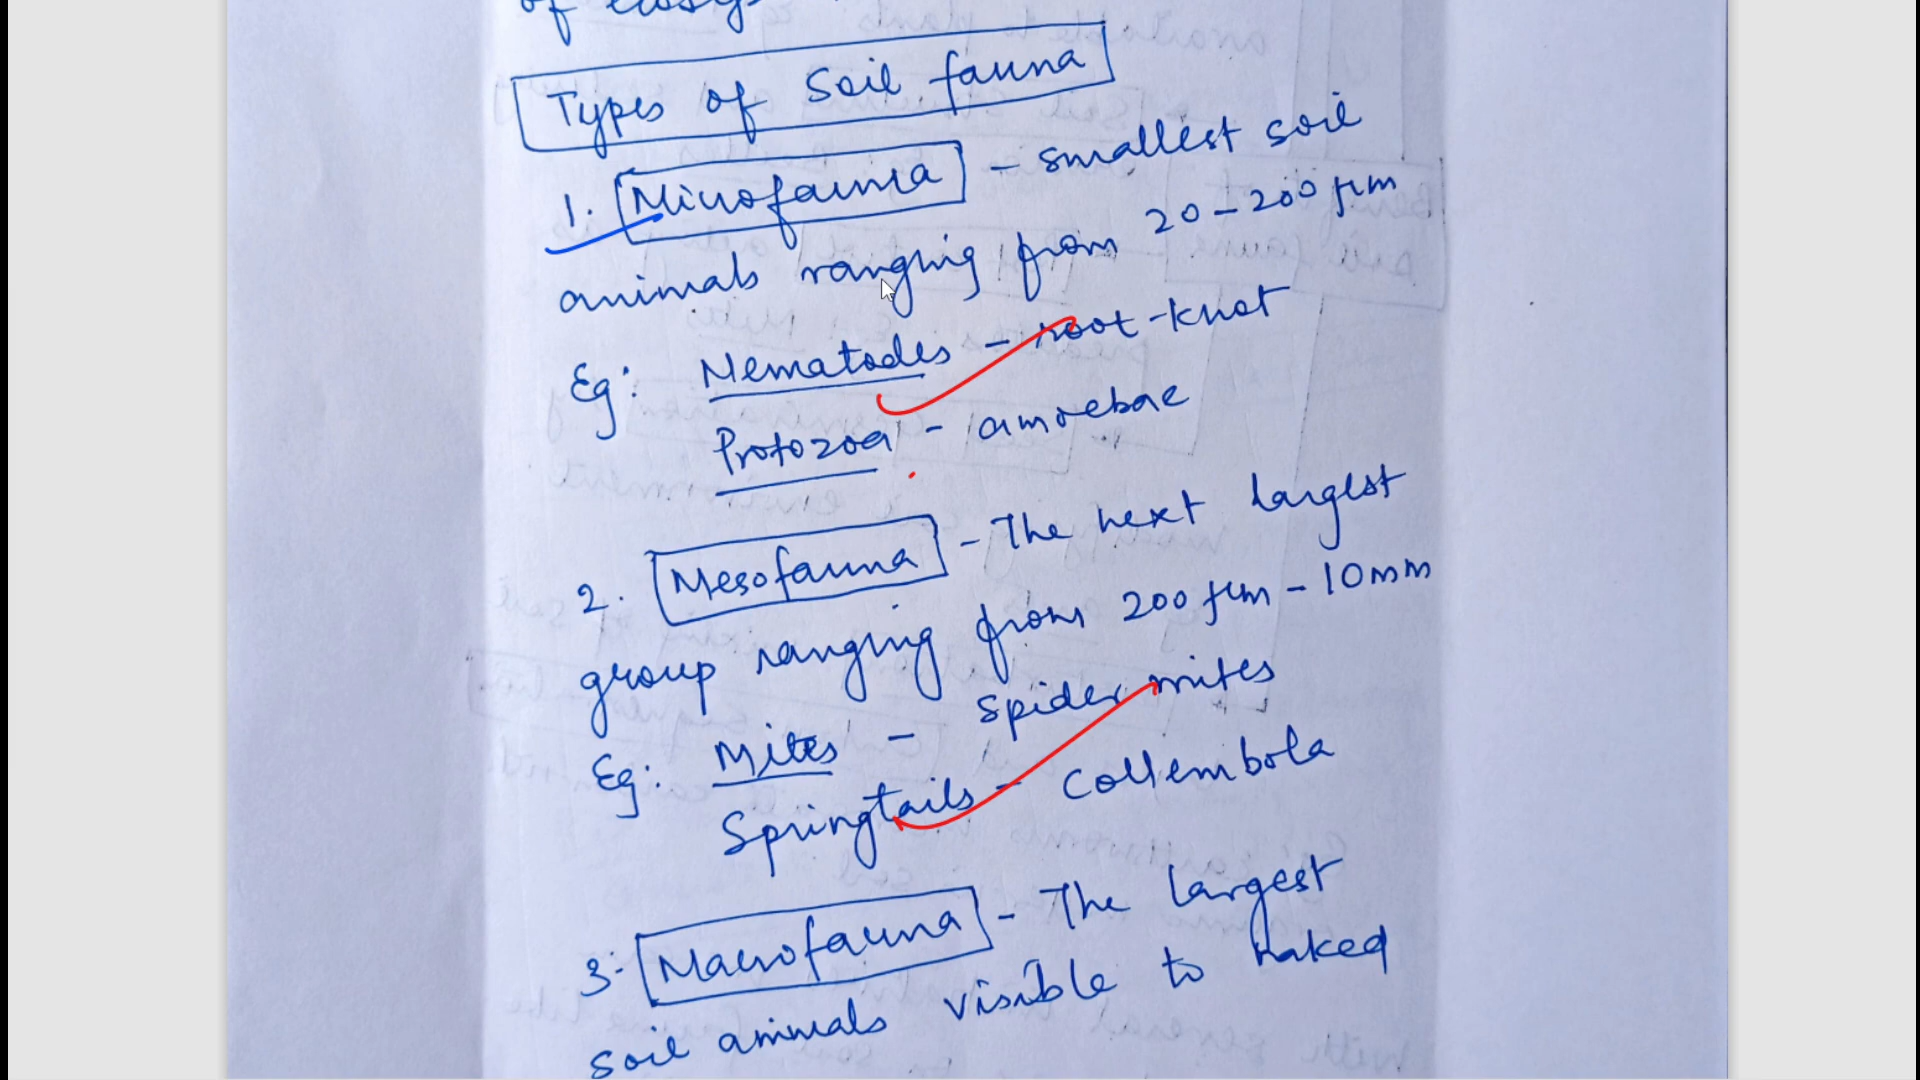 of ecosy
Types of Soil fauna
1. Microfauna - smallest soil
animals ranging from 20-200 µm
Eg: Nematodes - root-knot
Protozoa - amoebae
2. Mesofauna - The next largest
group ranging from 200 µm - 10mm
Eg: Mites - spider mites
Springtails - Collembola
3. Macrofauna - The largest
soil animals visible to naked